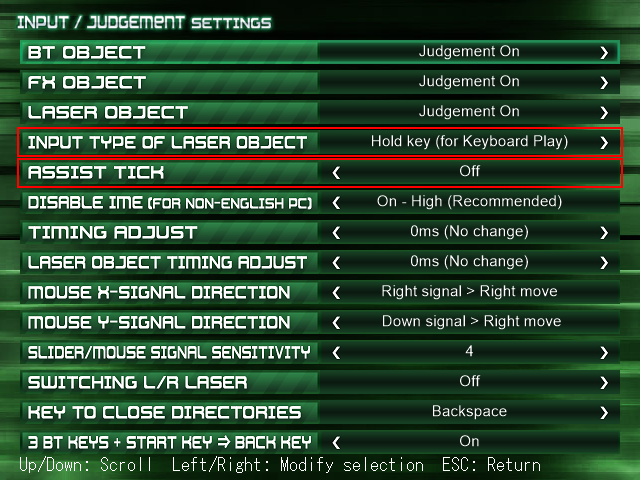 INPUT / JUDGEMENT SETTINGS
BT OBJECT Judgement On >
FX OBJECT Judgement On >
LASER OBJECT Judgement On >
INPUT TYPE OF LASER OBJECT Hold key (for Keyboard Play) >
ASSIST TICK < Off
DISABLE IME (FOR NON-ENGLISH PC) < On - High (Recommended)
TIMING ADJUST < 0ms (No change) >
LASER OBJECT TIMING ADJUST < 0ms (No change) >
MOUSE X-SIGNAL DIRECTION < Right signal > Right move
MOUSE Y-SIGNAL DIRECTION < Down signal > Right move
SLIDER/MOUSE SIGNAL SENSITIVITY < 4 >
SWITCHING L/R LASER Off >
KEY TO CLOSE DIRECTORIES Backspace >
3 BT KEYS + START KEY ⇒ BACK KEY < On
Up/Down: Scroll Left/Right: Modify selection ESC: Return